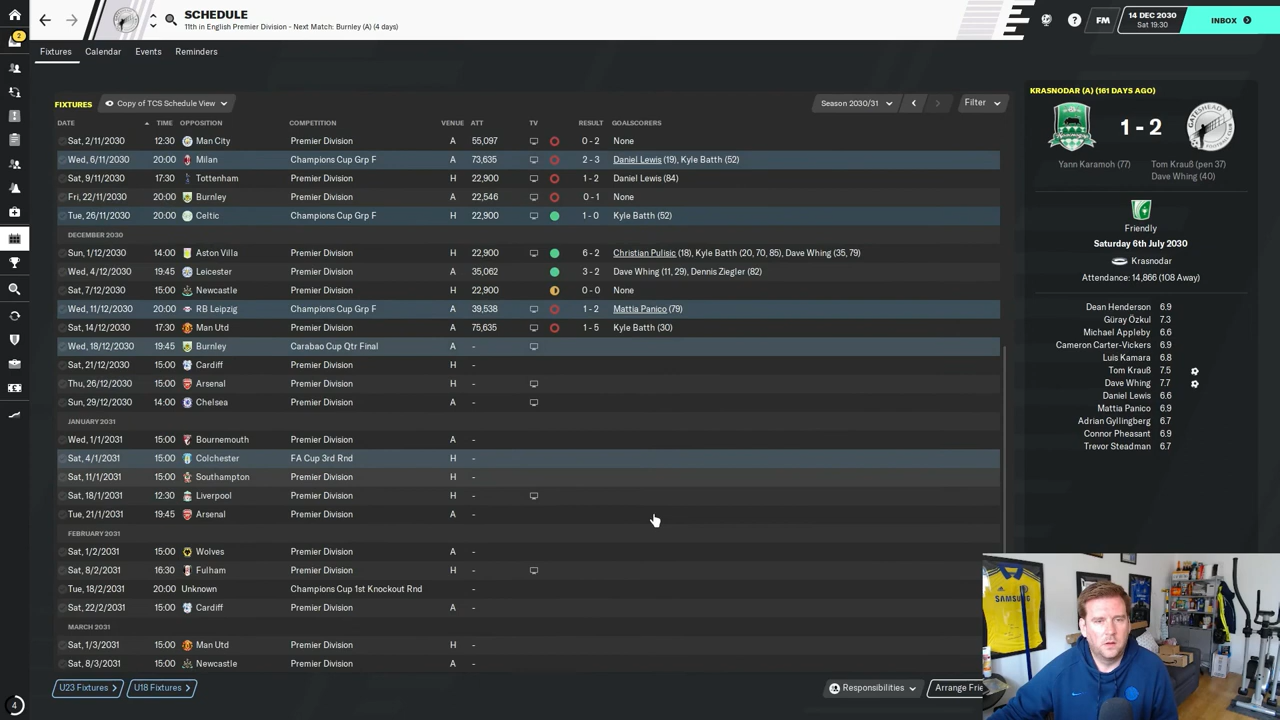 SCHEDULE
11th in English Premier Division - Next Match: Burnley (A) (4 days)
FM
14 DEC 2030
Sat 19:30
INBOX
2
Fixtures Calendar Events Reminders
FIXTURES Copy of TCS Schedule View Season 2030/31 Filter
DATE TIME OPPOSITION COMPETITION VENUE ATT TV RESULT GOALSCORERS
Sat, 2/11/2030 12:30 Man City Premier Division A 55,097 0 - 2 None
Wed, 6/11/2030 20:00 Milan Champions Cup Grp F A 73,635 2 - 3 Daniel Lewis (19), Kyle Batth (52)
Sat, 9/11/2030 17:30 Tottenham Premier Division H 22,900 1 - 2 Daniel Lewis (84)
Fri, 22/11/2030 20:00 Burnley Premier Division A 22,546 0 - 1 None
Tue, 26/11/2030 20:00 Celtic Champions Cup Grp F H 22,900 1 - 0 Kyle Batth (52)
DECEMBER 2030
Sun, 1/12/2030 14:00 Aston Villa Premier Division H 22,900 6 - 2 Christian Pulisic (18), Kyle Batth (20, 70, 85), Dave Whing (35, 79)
Wed, 4/12/2030 19:45 Leicester Premier Division A 35,062 3 - 2 Dave Whing (11, 29), Dennis Ziegler (82)
Sat, 7/12/2030 15:00 Newcastle Premier Division H 22,900 0 - 0 None
Wed, 11/12/2030 20:00 RB Leipzig Champions Cup Grp F A 39,538 1 - 2 Mattia Panico (79)
Sat, 14/12/2030 17:30 Man Utd Premier Division A 75,635 1 - 5 Kyle Batth (30)
Wed, 18/12/2030 19:45 Burnley Carabao Cup Qtr Final A -
Sat, 21/12/2030 15:00 Cardiff Premier Division H -
Thu, 26/12/2030 15:00 Arsenal Premier Division H -
Sun, 29/12/2030 14:00 Chelsea Premier Division A -
JANUARY 2031
Wed, 1/1/2031 15:00 Bournemouth Premier Division A -
Sat, 4/1/2031 15:00 Colchester FA Cup 3rd Rnd H -
Sat, 11/1/2031 15:00 Southampton Premier Division H -
Sat, 18/1/2031 12:30 Liverpool Premier Division H -
Tue, 21/1/2031 19:45 Arsenal Premier Division A -
FEBRUARY 2031
Sat, 1/2/2031 15:00 Wolves Premier Division A -
Sat, 8/2/2031 16:30 Fulham Premier Division H -
Tue, 18/2/2031 20:00 Unknown Champions Cup 1st Knockout Rnd -
Sat, 22/2/2031 15:00 Cardiff Premier Division A -
MARCH 2031
Sat, 1/3/2031 15:00 Man Utd Premier Division H -
Sat, 8/3/2031 15:00 Newcastle Premier Division A -
U23 Fixtures U18 Fixtures Responsibilities Arrange Frie
4
KRASNODAR (A) (161 DAYS AGO)
1 - 2
GATESHEAD
Yann Karamoh (77) Tom Krauß (pen 37)
Dave Whing (40)
Friendly
Saturday 6th July 2030
Krasnodar
Attendance: 14,866 (108 Away)
Dean Henderson 6.9
Güray Özkul 7.3
Michael Appleby 6.6
Cameron Carter-Vickers 6.9
Luis Kamara 6.8
Tom Krauß 7.5
Dave Whing 7.7
Daniel Lewis 6.6
Mattia Panico 6.9
Adrian Gyllingberg 6.7
Connor Pheasant 6.9
Trevor Steadman 6.7
SAMSUNG